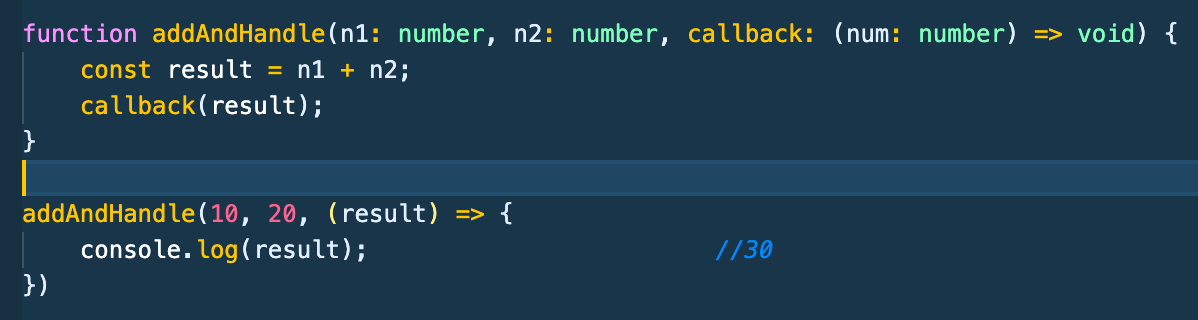 function addAndHandle(n1: number, n2: number, callback: (num: number) => void) {
    const result = n1 + n2;
    callback(result);
}
addAndHandle(10, 20, (result) => {
    console.log(result);                        //30
})